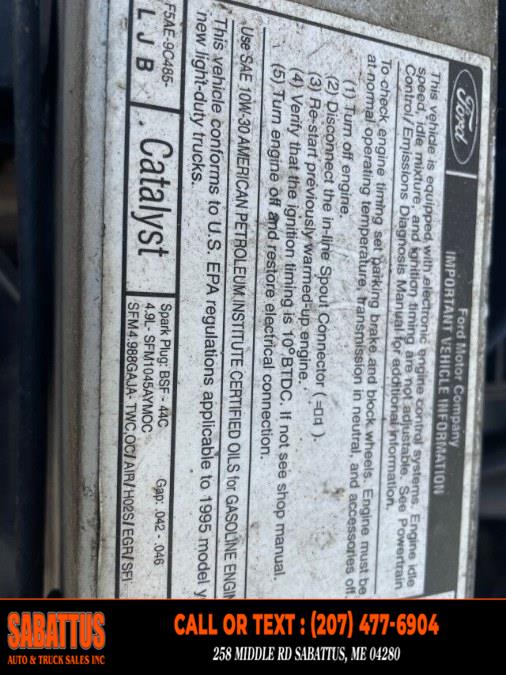 Ford
Ford Motor Company
IMPORTANT VEHICLE INFORMATION
This vehicle is equipped with electronic engine control systems. Engine idle
speed, idle mixture, and ignition timing are not adjustable. See Powertrain
Control/Emissions Diagnosis Manual for additional information.
To check engine timing set parking brake and block wheels. Engine must be
at normal operating temperature, transmission in neutral, and accessories off.
(1) Turn off engine.
(2) Disconnect the in-line Spout Connector ( ).
(3) Re-start previously warmed-up engine.
(4) Verify that the ignition timing is 10°BTDC. If not see shop manual.
(5) Turn engine off and restore electrical connection.
Use SAE 10W-30 AMERICAN PETROLEUM INSTITUTE CERTIFIED OILS for GASOLINE ENGIN
This vehicle conforms to U.S. EPA regulations applicable to 1995 model y
new light-duty trucks.
F5AE-9C485-
L J B
Catalyst
Spark Plug: BSF - 44C Gap: .042 - .046
4.9L- SFM1045AYMOC
SFM4.988GAJA- TWC/OC/AIR/HO2S/EGR/SFI
SABATTUS
AUTO & TRUCK SALES INC
CALL OR TEXT : (207) 477-6904
258 MIDDLE RD SABATTUS, ME 04280